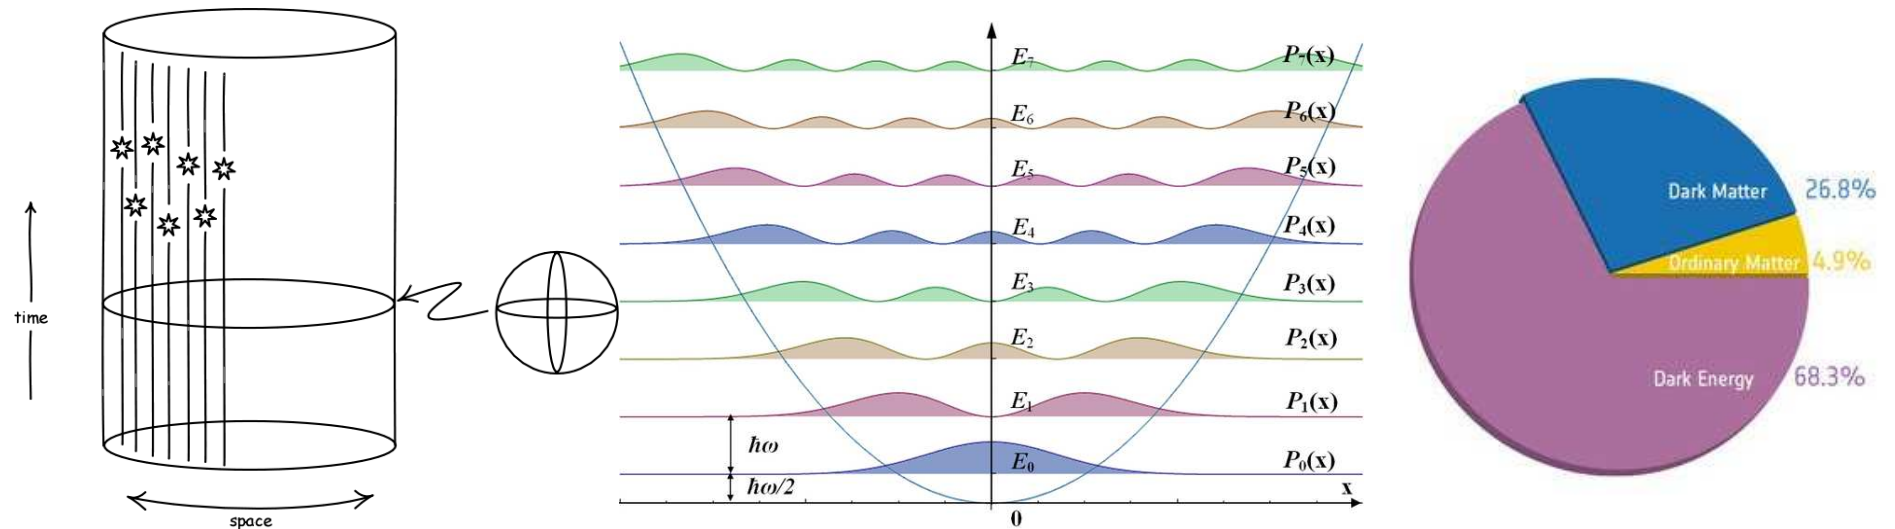 time
space
E₇
P₇(x)
E₆
P₆(x)
E₅
P₅(x)
E₄
P₄(x)
E₃
P₃(x)
E₂
P₂(x)
E₁
P₁(x)
ħω
E₀
P₀(x)
ħω/2
x
0
Dark Matter 26.8%
Ordinary Matter 4.9%
Dark Energy 68.3%